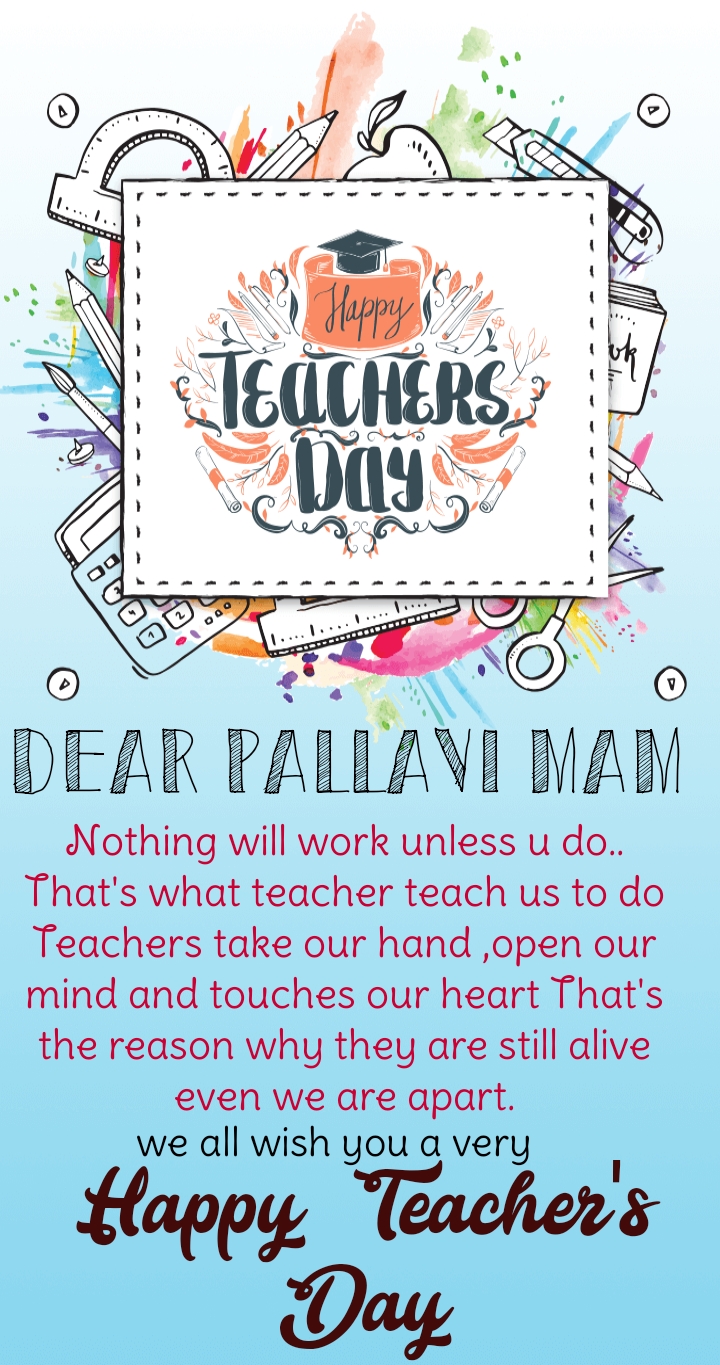 Happy
TEACHERS
DAY
DEAR PALLAVI MAM
Nothing will work unless u do..
That's what teacher teach us to do
Teachers take our hand ,open our
mind and touches our heart That's
the reason why they are still alive
even we are apart.
we all wish you a very
Happy Teacher's
Day